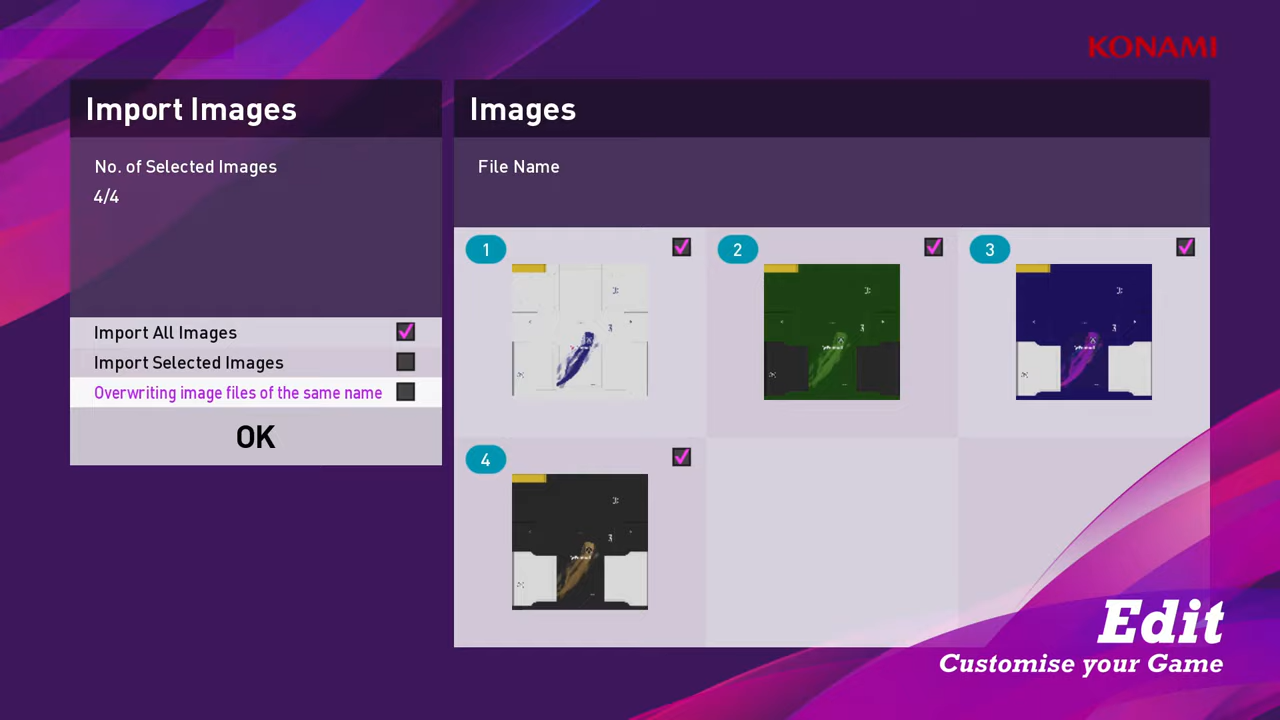 KONAMI
Import Images
No. of Selected Images
4/4
Import All Images
Import Selected Images
Overwriting image files of the same name
OK
Images
File Name
1
2
3
4
Edit
Customise your Game